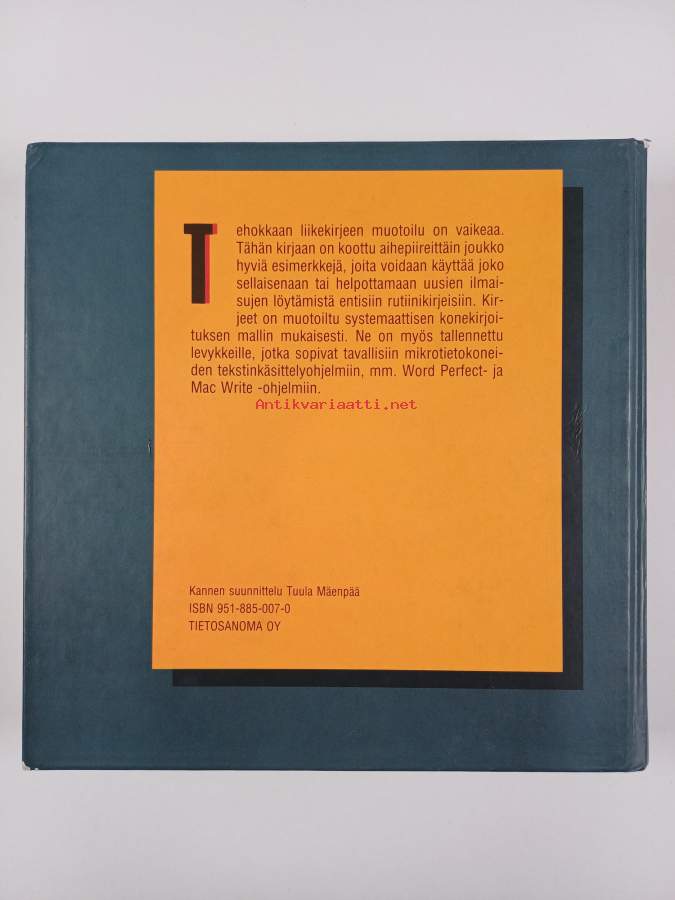 Tehokkaan liikekirjeen muotoilu on vaikeaa.
Tähän kirjaan on koottu aihepiireittäin joukko
hyviä esimerkkejä, joita voidaan käyttää joko
sellaisenaan tai helpottamaan uusien ilmai-
sujen löytämistä entisiin rutiinikirjeisiin. Kir-
jeet on muotoiltu systemaattisen konekirjoi-
tuksen mallin mukaisesti. Ne on myös tallennettu
levykkeille, jotka sopivat tavallisiin mikrotietokonei-
den tekstinkäsittelyohjelmiin, mm. Word Perfect- ja
Mac Write -ohjelmiin.
Antikvariaatti.net
Kannen suunnittelu Tuula Mäenpää
ISBN 951-885-007-0
TIETOSANOMA OY